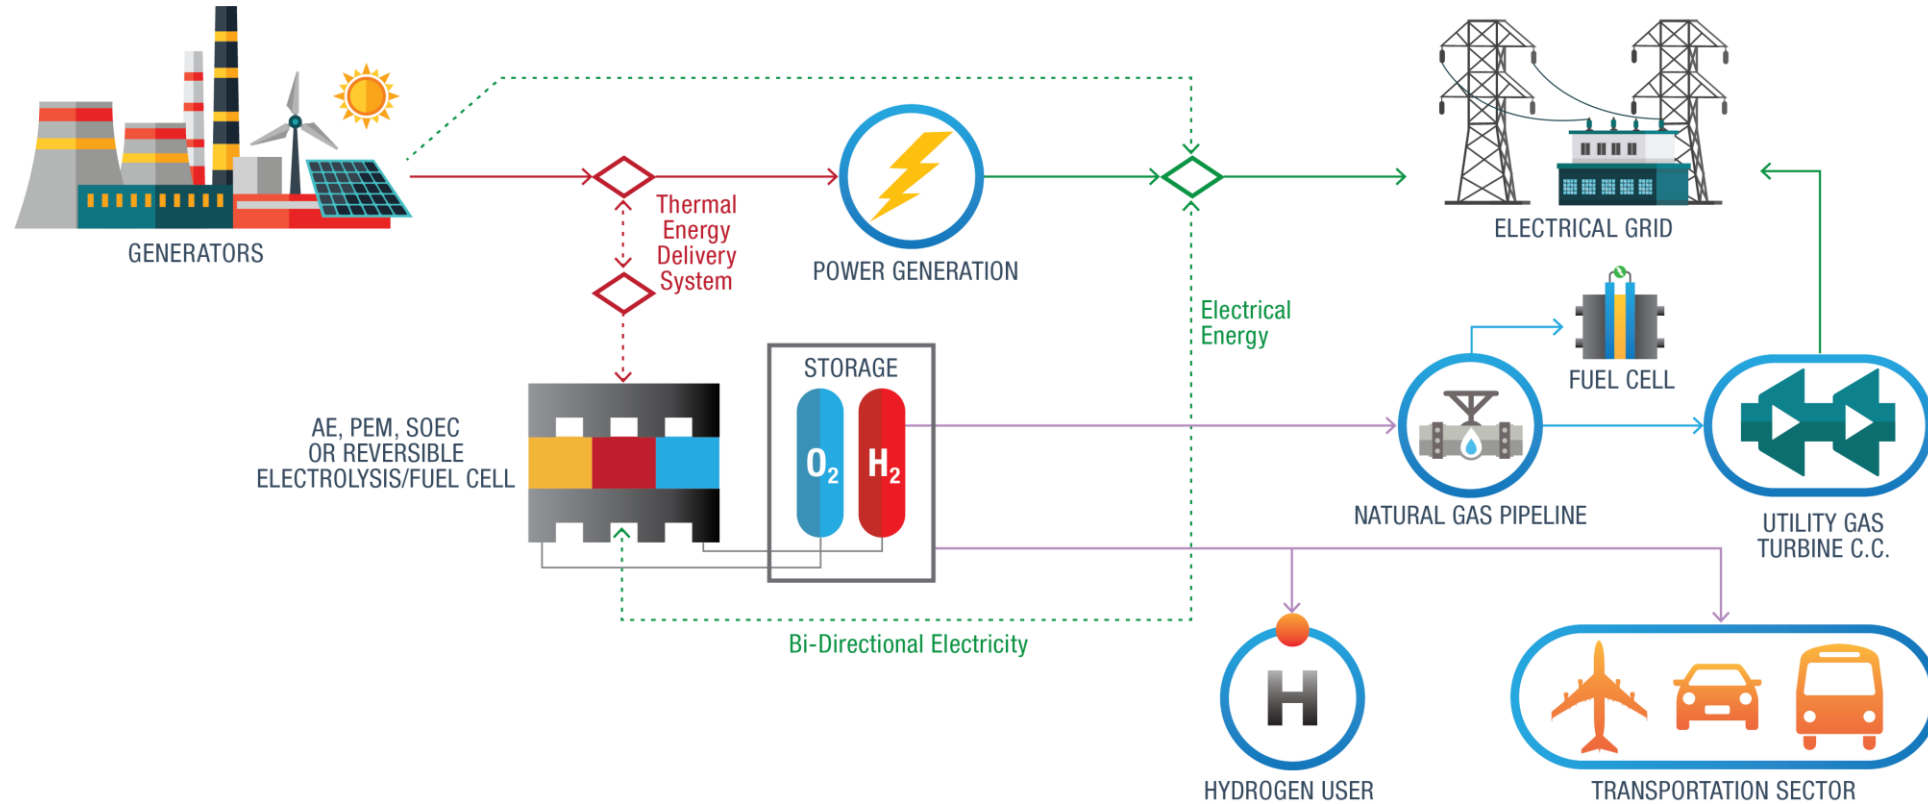 GENERATORS
Thermal
Energy
Delivery
System
POWER GENERATION
ELECTRICAL GRID
Electrical
Energy
FUEL CELL
STORAGE
O2
H2
AE, PEM, SOEC
OR REVERSIBLE
ELECTROLYSIS/FUEL CELL
NATURAL GAS PIPELINE
UTILITY GAS
TURBINE C.C.
Bi-Directional Electricity
H
HYDROGEN USER
TRANSPORTATION SECTOR